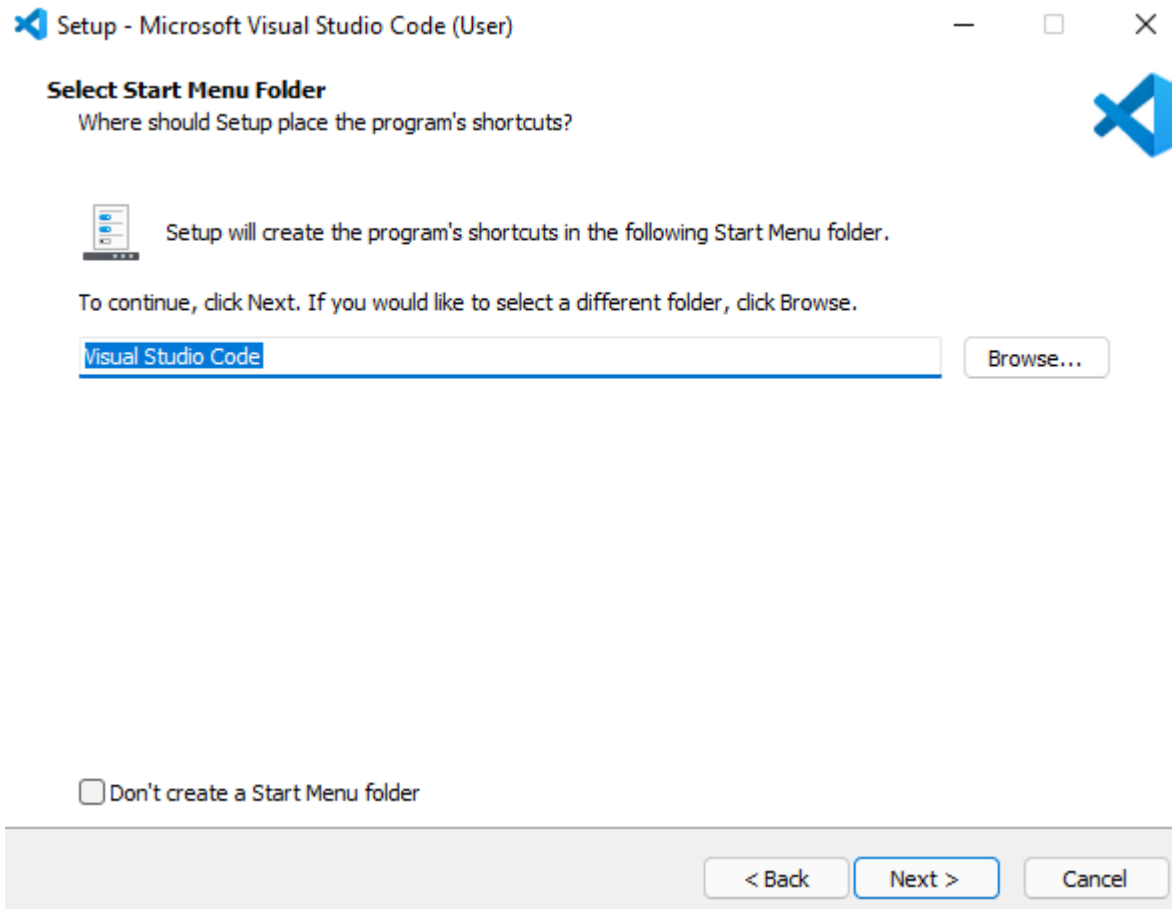 Setup - Microsoft Visual Studio Code (User)
Select Start Menu Folder
Where should Setup place the program's shortcuts?
Setup will create the program's shortcuts in the following Start Menu folder.
To continue, click Next. If you would like to select a different folder, click Browse.
Visual Studio Code
Browse...
Don't create a Start Menu folder
< Back
Next >
Cancel